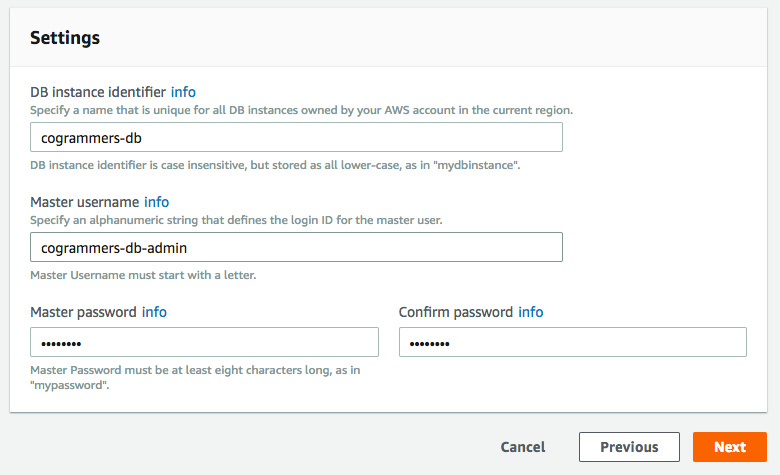 Settings
DB instance identifier info
Specify a name that is unique for all DB instances owned by your AWS account in the current region.
cogrammers-db
DB instance identifier is case insensitive, but stored as all lower-case, as in "mydbinstance".
Master username info
Specify an alphanumeric string that defines the login ID for the master user.
cogrammers-db-admin
Master Username must start with a letter.
Master password info
Confirm password info
••••••••
••••••••
Master Password must be at least eight characters long, as in
"mypassword".
Cancel
Previous
Next